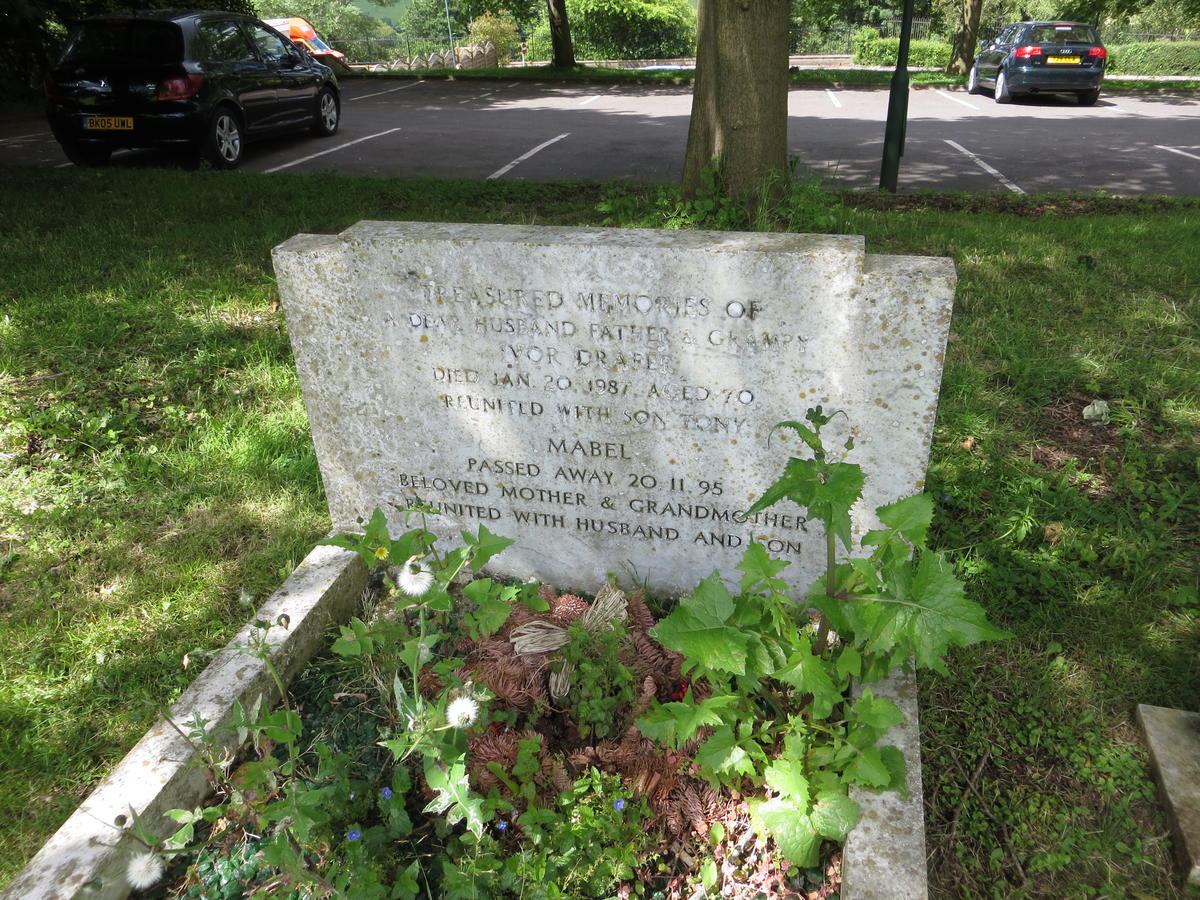 BK05 UWL
TREASURED MEMORIES OF
A DEAR HUSBAND FATHER & GRAMPY
IVOR DRAPER
DIED JAN. 20. 1987. AGED 70
REUNITED WITH SON TONY
MABEL
PASSED AWAY 20.11.95
BELOVED MOTHER & GRANDMOTHER
REUNITED WITH HUSBAND AND SON